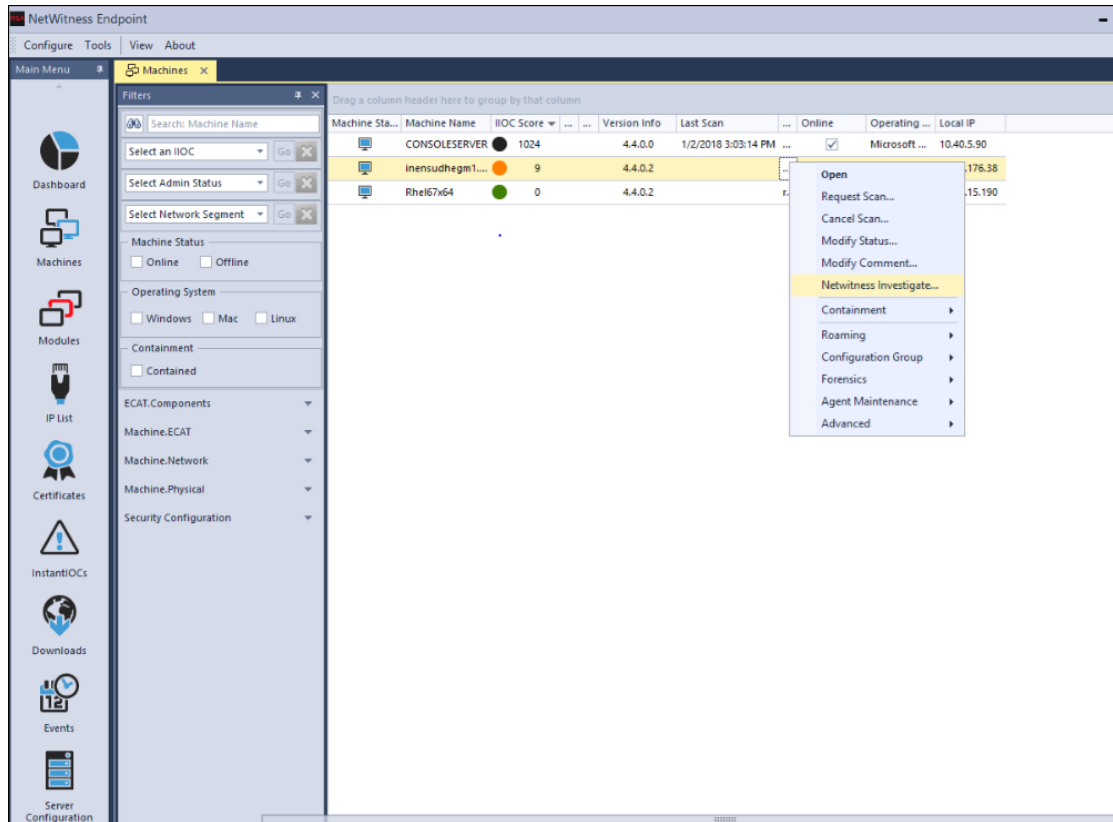 RSA NetWitness Endpoint
Configure Tools View About
Main Menu
Machines
Dashboard
Machines
Modules
IP List
Certificates
InstantIOCs
Downloads
12
Events
Server
Configuration
Filters
Search: Machine Name
Select an IIOC Go
Select Admin Status Go
Select Network Segment Go
Machine Status
Online Offline
Operating System
Windows Mac Linux
Containment
Contained
ECAT.Components
Machine.ECAT
Machine.Network
Machine.Physical
Security Configuration
Drag a column header here to group by that column
Machine Sta... Machine Name IIOC Score ... ... Version Info Last Scan ... Online Operating ... Local IP
CONSOLESERVER 1024 4.4.0.0 1/2/2018 3:03:14 PM ... Microsoft ... 10.40.5.90
inensudhegm1.... 9 4.4.0.2 ... .176.38
Rhel67x64 0 4.4.0.2 r. .15.190
Open
Request Scan...
Cancel Scan...
Modify Status...
Modify Comment...
Netwitness Investigate...
Containment
Roaming
Configuration Group
Forensics
Agent Maintenance
Advanced